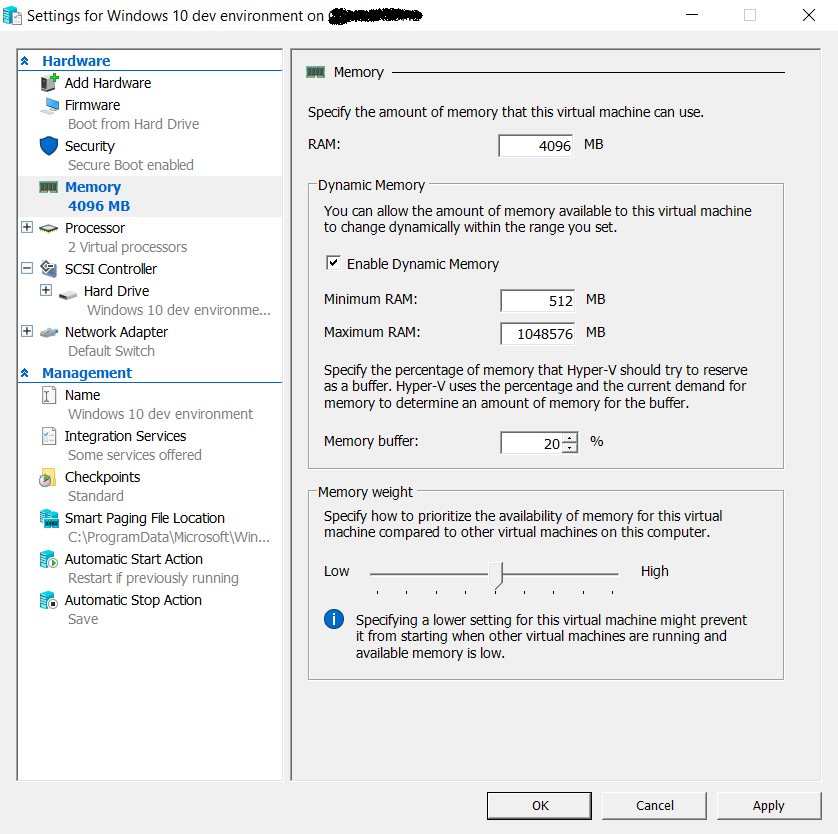 Settings for Windows 10 dev environment on
Hardware
Add Hardware
Firmware
Boot from Hard Drive
Security
Secure Boot enabled
Memory
4096 MB
Processor
2 Virtual processors
SCSI Controller
Hard Drive
Windows 10 dev environme...
Network Adapter
Default Switch
Management
Name
Windows 10 dev environment
Integration Services
Some services offered
Checkpoints
Standard
Smart Paging File Location
C:\ProgramData\Microsoft\Win...
Automatic Start Action
Restart if previously running
Automatic Stop Action
Save
Memory
Specify the amount of memory that this virtual machine can use.
RAM: 4096 MB
Dynamic Memory
You can allow the amount of memory available to this virtual machine
to change dynamically within the range you set.
Enable Dynamic Memory
Minimum RAM: 512 MB
Maximum RAM: 1048576 MB
Specify the percentage of memory that Hyper-V should try to reserve
as a buffer. Hyper-V uses the percentage and the current demand for
memory to determine an amount of memory for the buffer.
Memory buffer: 20 %
Memory weight
Specify how to prioritize the availability of memory for this virtual
machine compared to other virtual machines on this computer.
Low High
Specifying a lower setting for this virtual machine might prevent
it from starting when other virtual machines are running and
available memory is low.
OK Cancel Apply